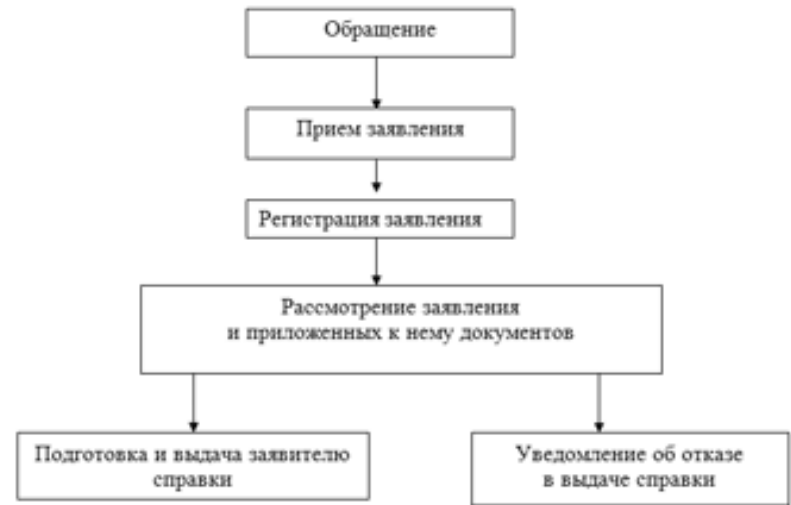 Обращение
Прием заявления
Регистрация заявления
Рассмотрение заявления
и приложенных к нему документов
Подготовка и выдача заявителю
справки
Уведомление об отказе
в выдаче справки